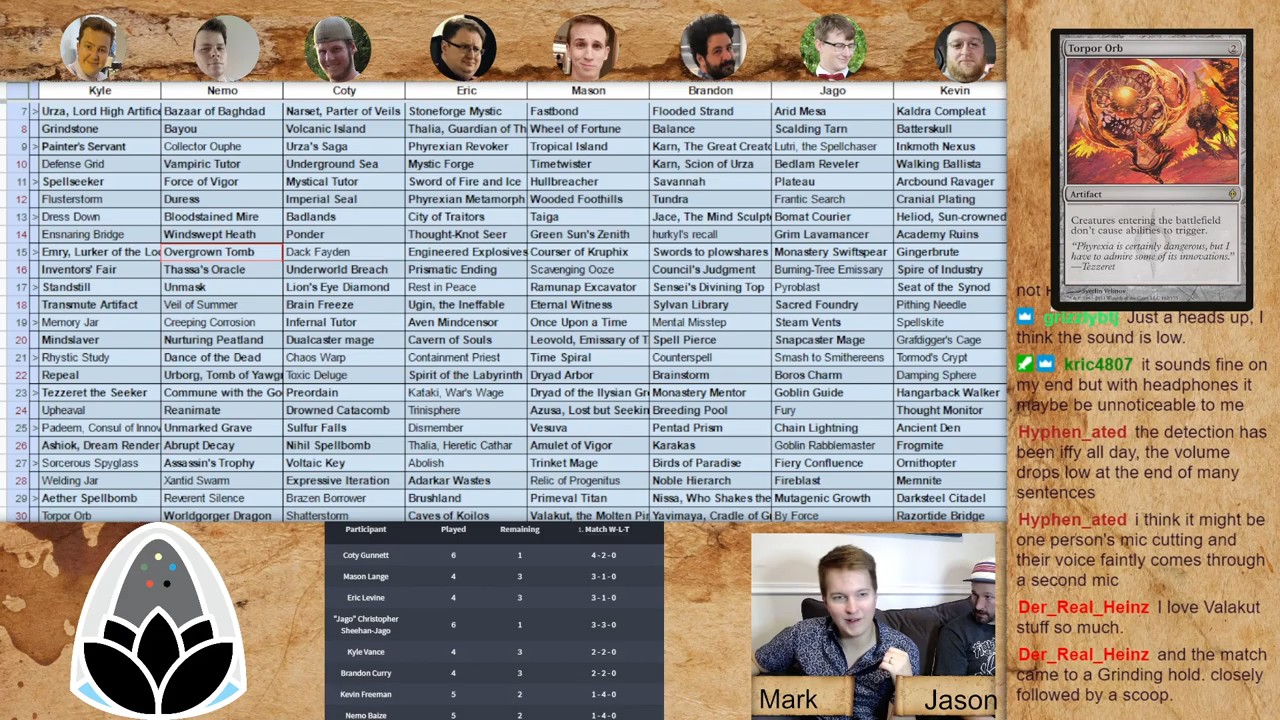 Kyle Nemo Coty Eric Mason Brandon Jago Kevin
7 > Urza, Lord High Artific Bazaar of Baghdad Narset, Parter of Veils Stoneforge Mystic Fastbond Flooded Strand Arid Mesa Kaldra Compleat
8 Grindstone Bayou Volcanic Island Thalia, Guardian of Th Wheel of Fortune Balance Scalding Tarn Batterskull
9 > Painter's Servant Collector Ouphe Urza's Saga Phyrexian Revoker Tropical Island Karn, The Great Creato Lutri, the Spellchaser Inkmoth Nexus
10 Defense Grid Vampiric Tutor Underground Sea Mystic Forge Timetwister Karn, Scion of Urza Bedlam Reveler Walking Ballista
11 > Spellseeker Force of Vigor Mystical Tutor Sword of Fire and Ice Hullbreacher Savannah Plateau Arcbound Ravager
12 Flusterstorm Duress Imperial Seal Phyrexian Metamorph Wooded Foothills Tundra Frantic Search Cranial Plating
13 > Dress Down Bloodstained Mire Badlands City of Traitors Taiga Jace, The Mind Sculpt Bomat Courier Heliod, Sun-crowned
14 Ensnaring Bridge Windswept Heath Ponder Thought-Knot Seer Green Sun's Zenith hurkyl's recall Grim Lavamancer Academy Ruins
15 > Emry, Lurker of the Loc Overgrown Tomb Dack Fayden Engineered Explosives Courser of Kruphix Swords to plowshares Monastery Swiftspear Gingerbrute
16 Inventors' Fair Thassa's Oracle Underworld Breach Prismatic Ending Scavenging Ooze Council's Judgment Burning-Tree Emissary Spire of Industry
17 > Standstill Unmask Lion's Eye Diamond Rest in Peace Ramunap Excavator Sensei's Divining Top Pyroblast Seat of the Synod
18 Transmute Artifact Veil of Summer Brain Freeze Ugin, the Ineffable Eternal Witness Sylvan Library Sacred Foundry Pithing Needle
19 > Memory Jar Creeping Corrosion Infernal Tutor Aven Mindcensor Once Upon a Time Mental Misstep Steam Vents Spellskite
20 Mindslaver Nurturing Peatland Dualcaster mage Cavern of Souls Leovold, Emissary of T Spell Pierce Snapcaster Mage Grafdigger's Cage
21 > Rhystic Study Dance of the Dead Chaos Warp Containment Priest Time Spiral Counterspell Smash to Smithereens Tormod's Crypt
22 Repeal Urborg, Tomb of Yawg Toxic Deluge Spirit of the Labyrinth Dryad Arbor Brainstorm Boros Charm Damping Sphere
23 > Tezzeret the Seeker Commune with the Go Preordain Kataki, War's Wage Dryad of the Ilysian Gr Monastery Mentor Goblin Guide Hangarback Walker
24 Upheaval Reanimate Drowned Catacomb Trinisphere Azusa, Lost but Seekin Breeding Pool Fury Thought Monitor
25 > Padeem, Consul of Innov Unmarked Grave Sulfur Falls Dismember Vesuva Pentad Prism Chain Lightning Ancient Den
26 Ashiok, Dream Render Abrupt Decay Nihil Spellbomb Thalia, Heretic Cathar Amulet of Vigor Karakas Goblin Rabblemaster Frogmite
27 > Sorcerous Spyglass Assassin's Trophy Voltaic Key Abolish Trinket Mage Birds of Paradise Fiery Confluence Ornithopter
28 Welding Jar Xantid Swarm Expressive Iteration Adarkar Wastes Relic of Progenitus Noble Hierarch Fireblast Memnite
29 > Aether Spellbomb Reverent Silence Brazen Borrower Brushland Primeval Titan Nissa, Who Shakes the Mutagenic Growth Darksteel Citadel
30 Torpor Orb Worldgorger Dragon Shatterstorm Caves of Koilos Valakut, the Molten Pin Yavimaya, Cradle of G By Force Razortide Bridge
Participant Played Remaining Match W-L-T
Coty Gunnett 6 1 4-2-0
Mason Lange 4 3 3-1-0
Eric Levine 4 3 3-1-0
"Jago" Christopher
Sheehan-Jago 6 1 3-3-0
Kyle Vance 4 3 2-2-0
Brandon Curry 4 3 2-2-0
Kevin Freeman 5 2 1-4-0
Nemo Baize 5 2 1-4-0
Mark
Jason
Torpor Orb 2
Artifact
Creatures entering the battlefield
don't cause abilities to trigger.
"Phyrexia is certainly dangerous, but I
have to admire some of its innovations."
—Tezzeret
not
grizzlybtj Just a heads up, I
think the sound is low.
kric4807 it sounds fine on
my end but with headphones it
maybe be unnoticeable to me
Hyphen_ated the detection has
been iffy all day, the volume
drops low at the end of many
sentences
Hyphen_ated i think it might be
one person's mic cutting and
their voice faintly comes through
a second mic
Der_Real_Heinz I love Valakut
stuff so much.
Der_Real_Heinz and the match
came to a Grinding hold. closely
followed by a scoop.